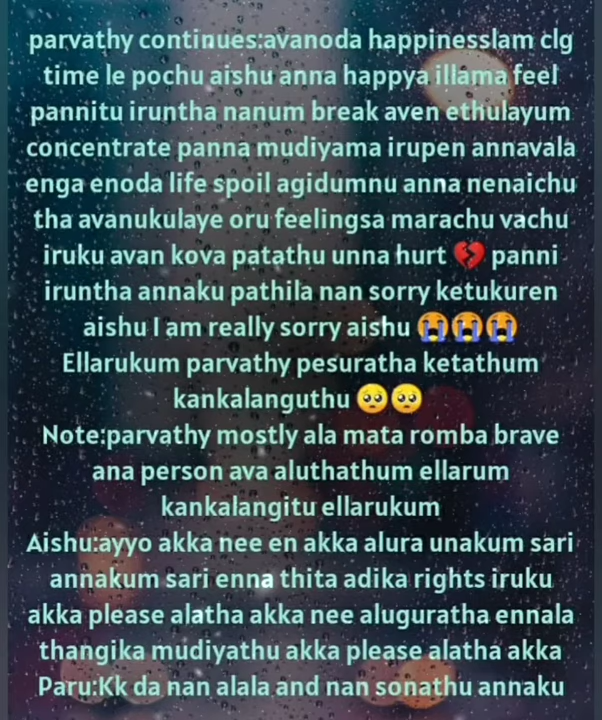 parvathy continues:avanoda happinesslam clg
time le pochu aishu anna happya illama feel
pannitu iruntha nanum break aven ethulayum
concentrate panna mudiyama irupen annavala
enga enoda life spoil agidumnu anna nenaichu
tha avanukulaye oru feelingsa marachu vachu
iruku avan kova patathu unna hurt 💔 panni
iruntha annaku pathila nan sorry ketukuren
aishu I am really sorry aishu 😭😭😭
Ellarukum parvathy pesuratha ketathum
kankalanguthu 🥺🥺
Note:parvathy mostly ala mata romba brave
ana person ava aluthathum ellarum
kankalangitu ellarukum
Aishu:ayyo akka nee en akka alura unakum sari
annakum sari enna thita adika rights iruku
akka please alatha akka nee aluguratha ennala
thangika mudiyathu akka please alatha akka
Paru:Kk da nan alala and nan sonathu annaku